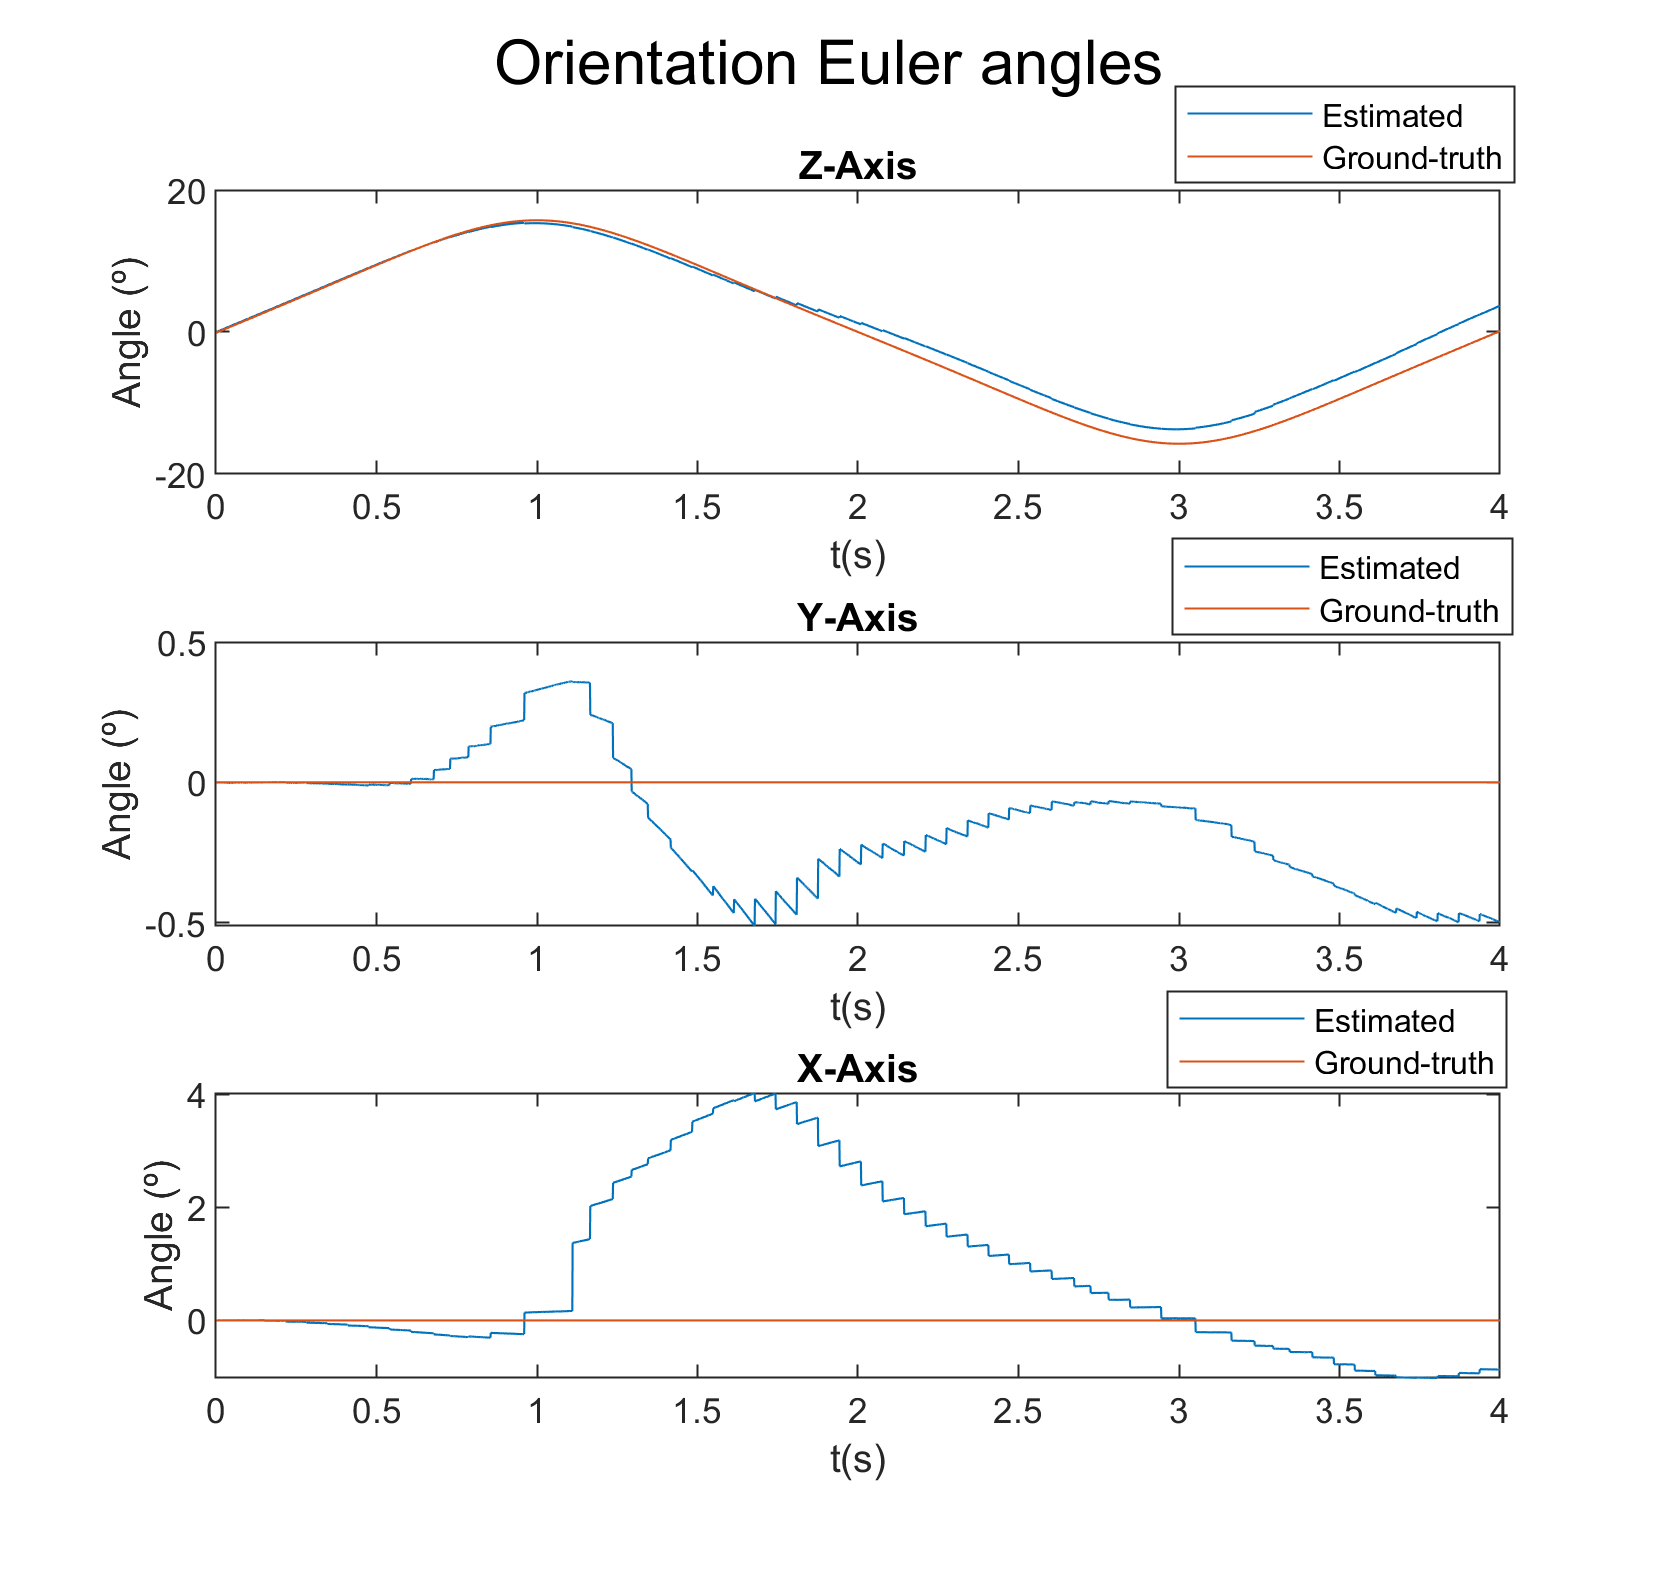 Orientation Euler angles
Estimated
Ground-truth
Z-Axis
20
0
-20
Angle (º)
0 0.5 1 1.5 2 2.5 3 3.5 4
t(s)
Estimated
Ground-truth
Y-Axis
0.5
0
-0.5
Angle (º)
0 0.5 1 1.5 2 2.5 3 3.5 4
t(s)
Estimated
Ground-truth
X-Axis
4
2
0
Angle (º)
0 0.5 1 1.5 2 2.5 3 3.5 4
t(s)